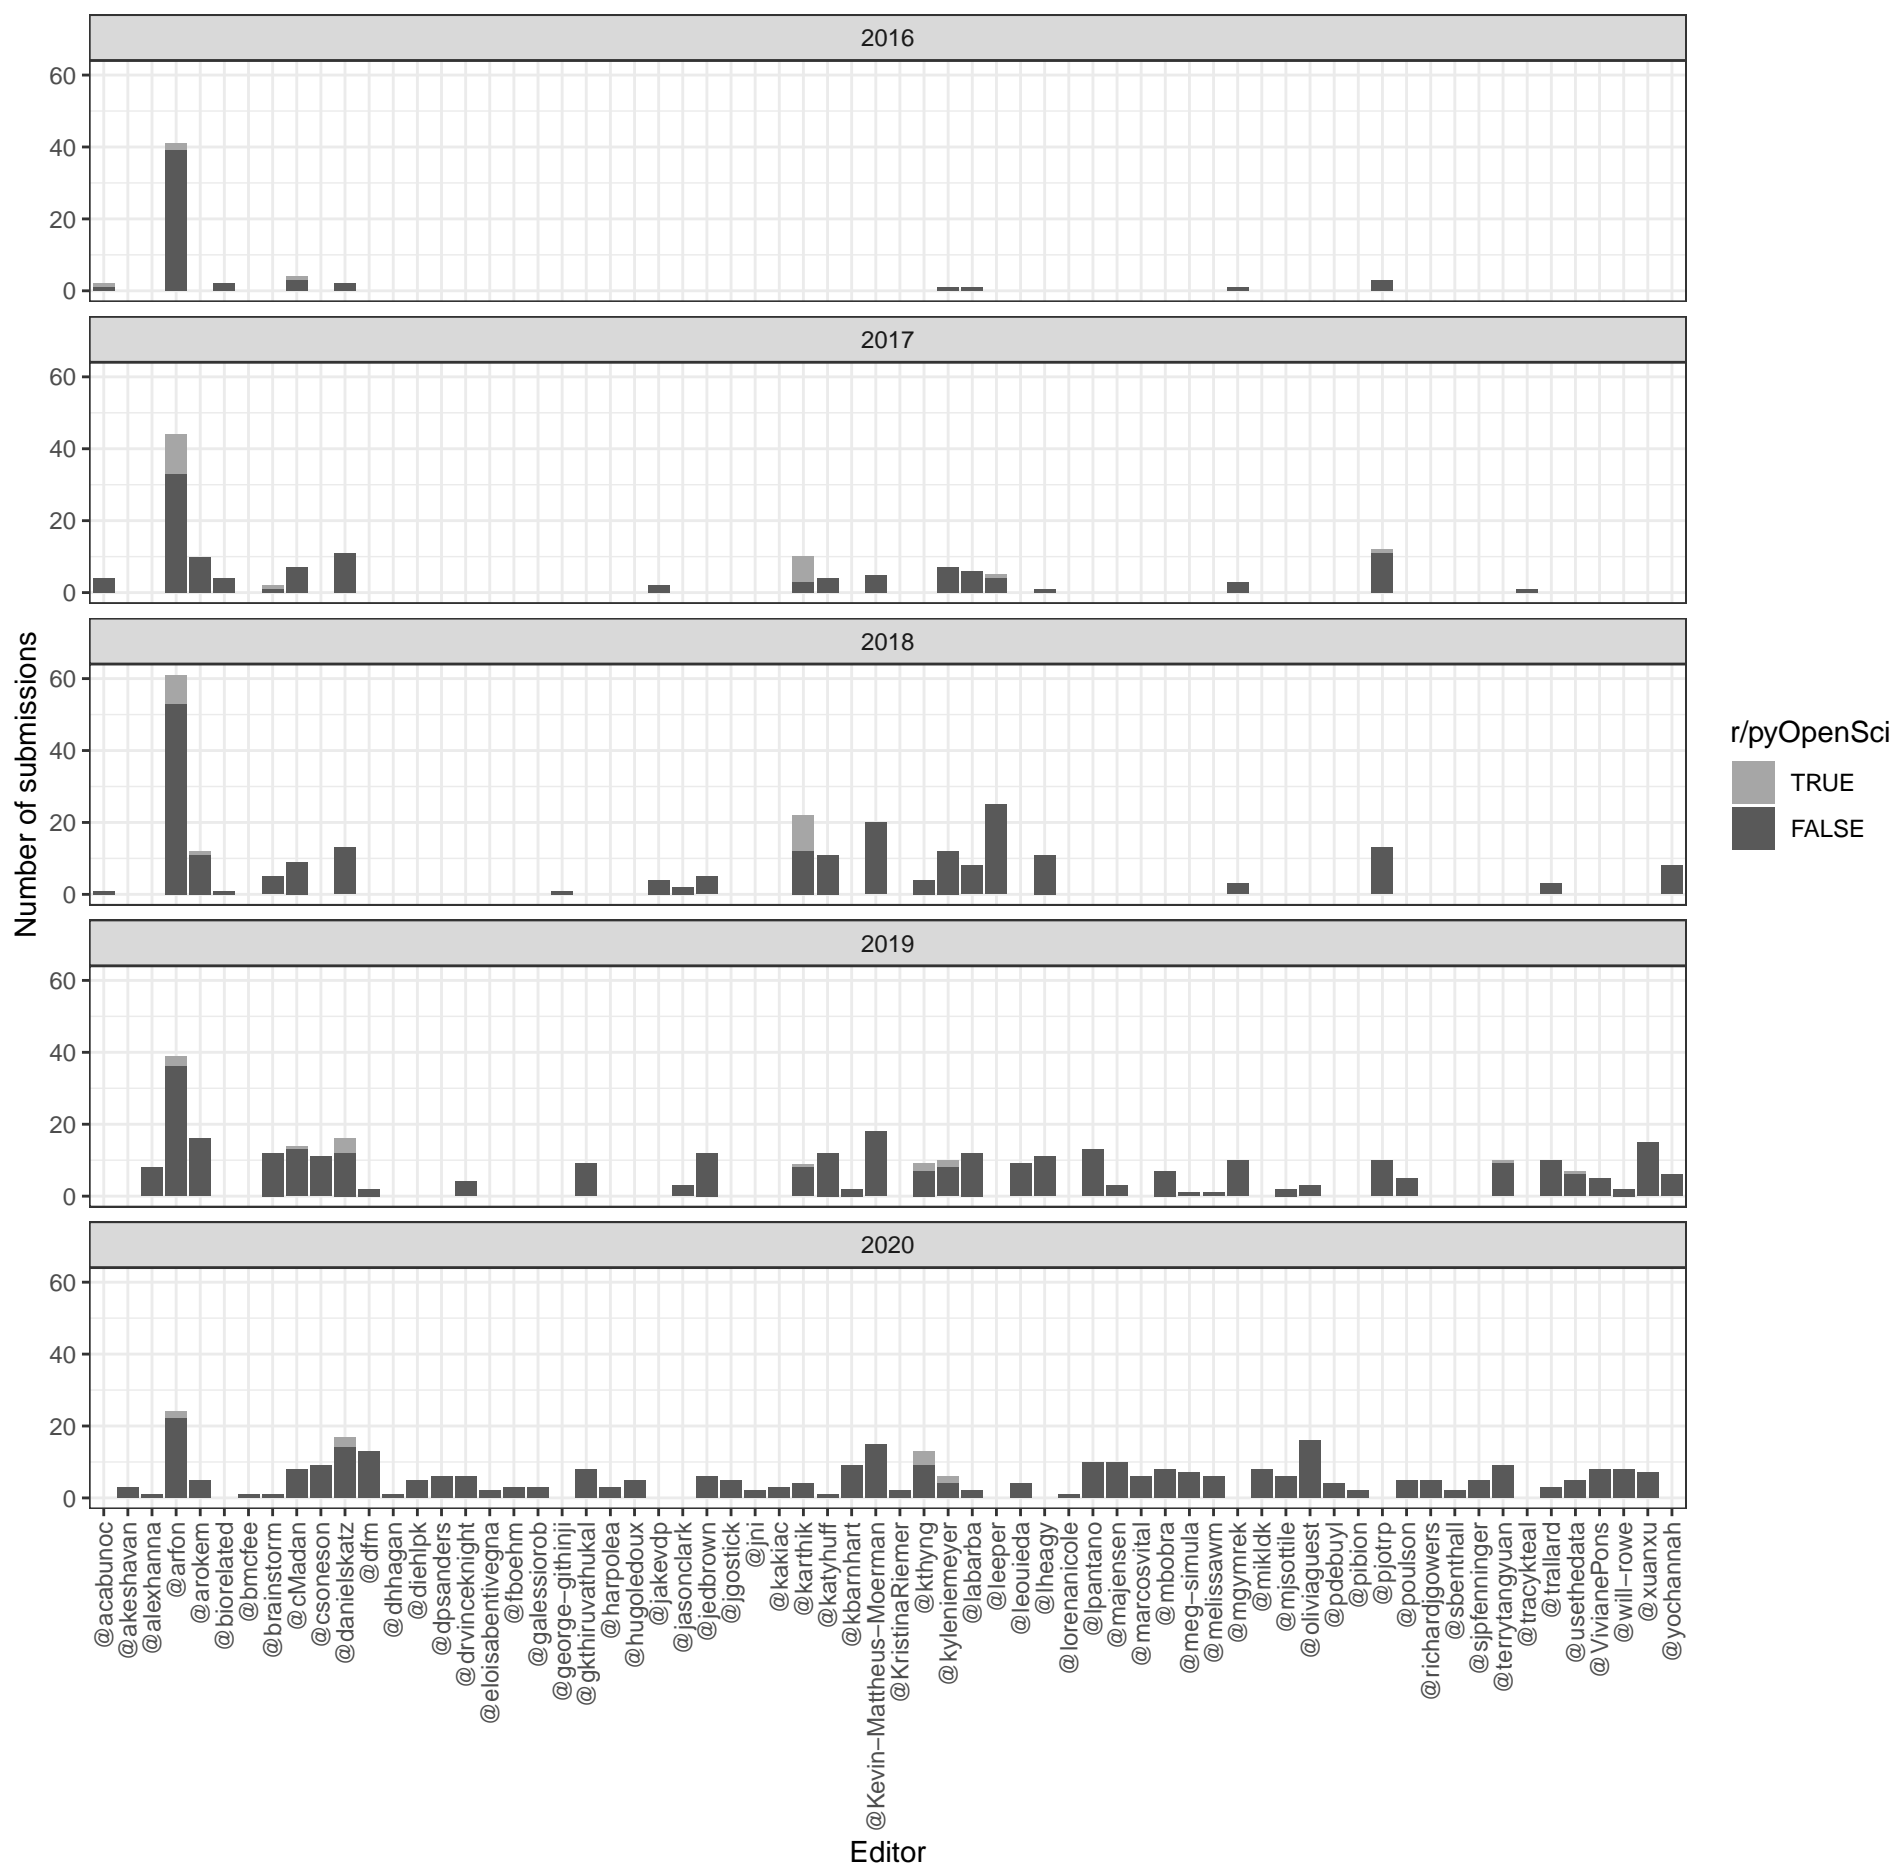 2016
60
40
20
0
2017
60
40
20
0
2018
60
40
20
0
2019
60
40
20
0
2020
60
40
20
0
Number of submissions
@acabunoc
@akeshavan
@alexhanna
@arfon
@arokem
@biorelated
@bmcfee
@brainstorm
@cMadan
@csoneson
@danielskatz
@dfm
@dhhagan
@diehlpk
@dpsanders
@drvinceknight
@eloisabentivegna
@fboehm
@galessiorob
@george−githinji
@gkthiruvathukal
@harpolea
@hugoledoux
@jakevdp
@jasonclark
@jedbrown
@jgostick
@jni
@kakiac
@karthik
@katyhuff
@kbarnhart
@Kevin−Mattheus−Moerman
@KristinaRiemer
@kthyng
@kyleniemeyer
@labarba
@leeper
@leouieda
@lheagy
@lorenanicole
@lpantano
@majensen
@marcosvital
@mbobra
@meg−simula
@melissawm
@mgymrek
@mikldk
@mjsottile
@oliviaguest
@pdebuyl
@pibion
@pjotrp
@poulson
@richardjgowers
@sbenthall
@sjpfenninger
@terrytangyuan
@tracykteal
@trallard
@usethedata
@VivianePons
@will−rowe
@xuanxu
@yochannah
Editor
r/pyOpenSci
TRUE
FALSE